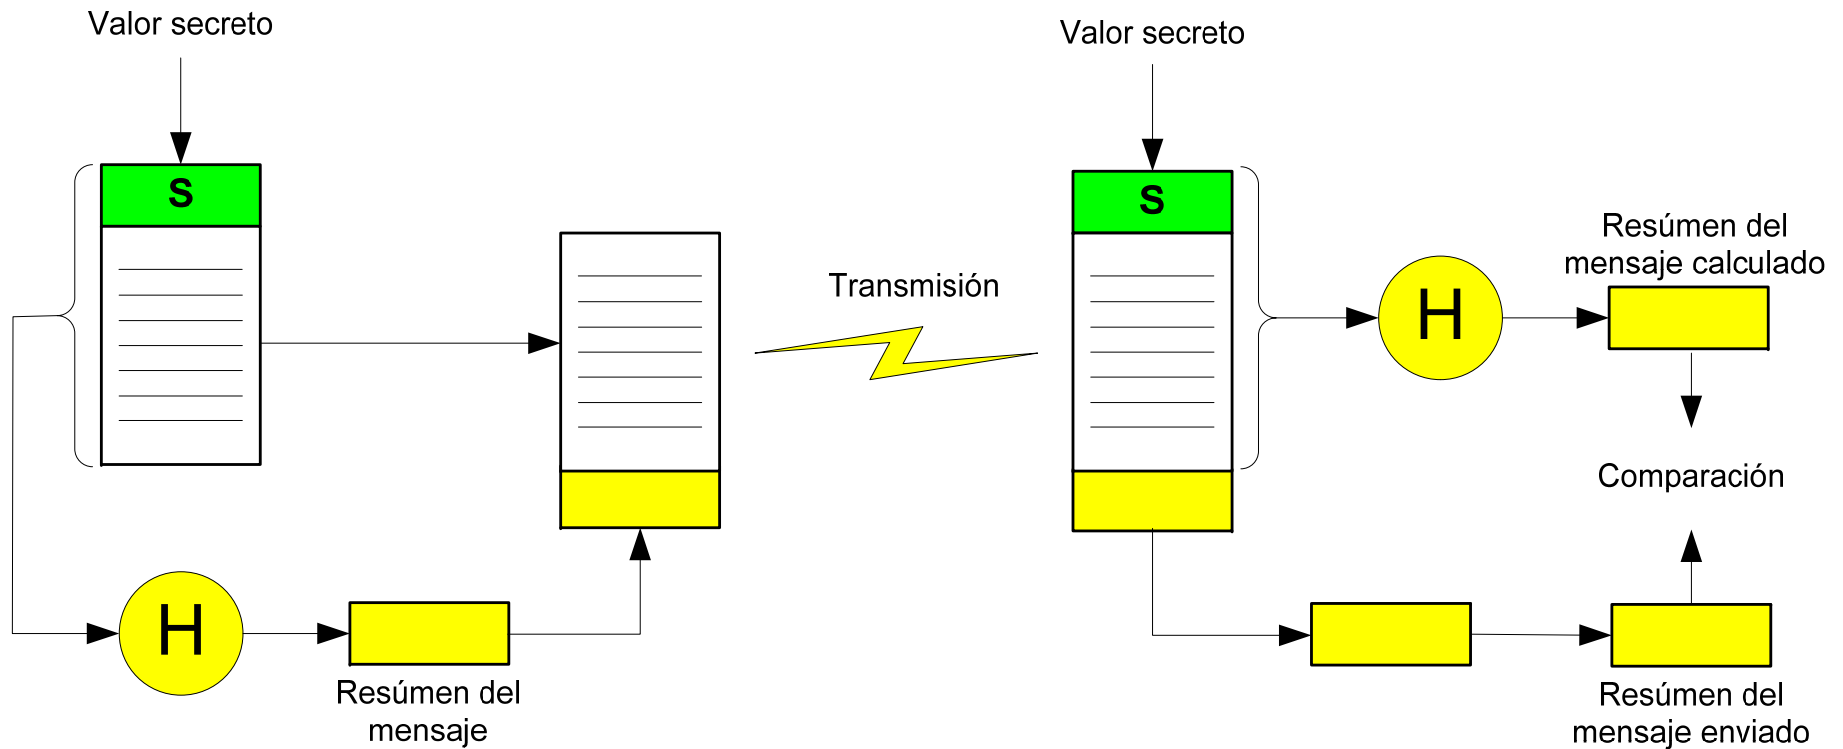 Valor secreto
S
H
Resúmen del
mensaje
Transmisión
Valor secreto
S
H
Resúmen del
mensaje calculado
Comparación
Resúmen del
mensaje enviado